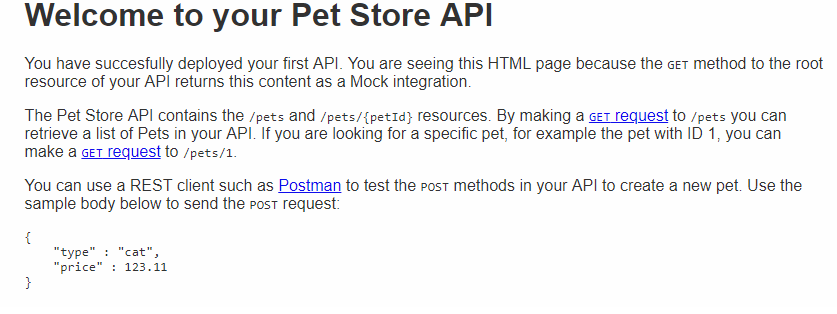 Welcome to your Pet Store API
You have succesfully deployed your first API. You are seeing this HTML page because the GET method to the root
resource of your API returns this content as a Mock integration.
The Pet Store API contains the /pets and /pets/{petId} resources. By making a GET request to /pets you can
retrieve a list of Pets in your API. If you are looking for a specific pet, for example the pet with ID 1, you can
make a GET request to /pets/1.
You can use a REST client such as Postman to test the POST methods in your API to create a new pet. Use the
sample body below to send the POST request:
{
    "type" : "cat",
    "price" : 123.11
}